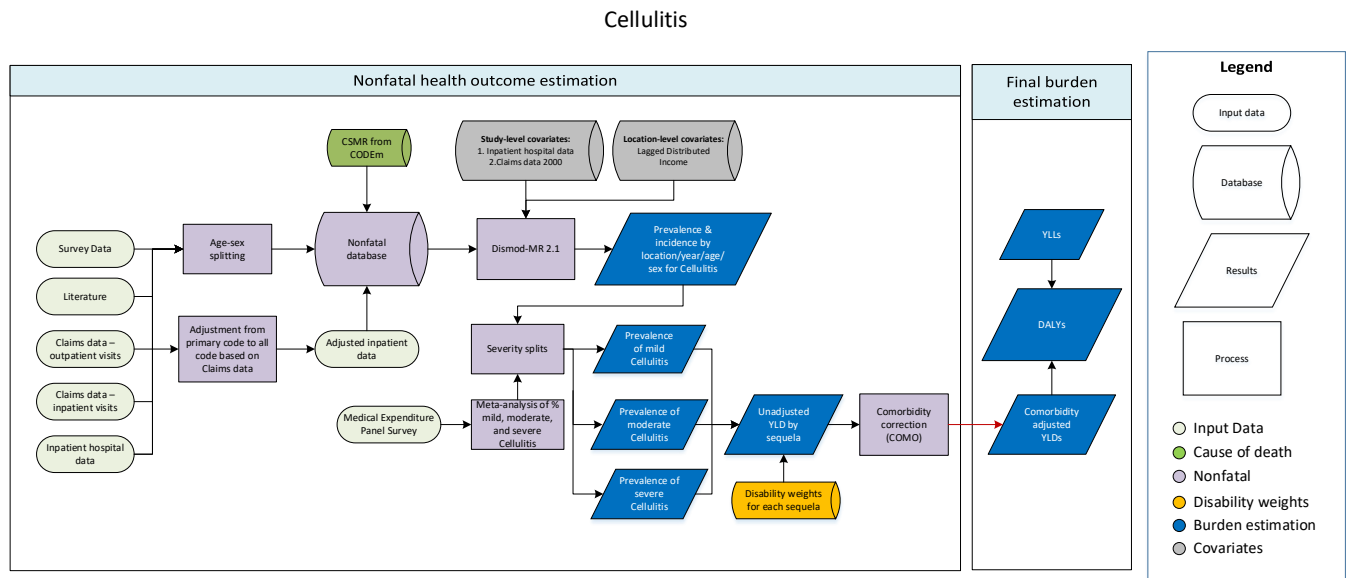 Cellulitis
Nonfatal health outcome estimation
CSMR from
CODEm
Study-level covariates:
1. Inpatient hospital data
2.Claims data 2000
Location-level covariates:
Lagged Distributed
Income
Survey Data
Literature
Claims data –
outpatient visits
Claims data –
inpatient visits
Inpatient hospital
data
Age-sex
splitting
Nonfatal
database
Dismod-MR 2.1
Prevalence &
incidence by
location/year/age/
sex for Cellulitis
Adjustment from
primary code to all
code based on
Claims data
Adjusted inpatient
data
Severity splits
Medical Expenditure
Panel Survey
Meta-analysis of %
mild, moderate,
and severe
Cellulitis
Prevalence
of mild
Cellulitis
Prevalence of
moderate
Cellulitis
Prevalence of
severe
Cellulitis
Unadjusted
YLD by
sequela
Disability weights
for each sequela
Comorbidity
correction
(COMO)
Final burden
estimation
YLLs
DALYs
Comorbidity
adjusted YLDs
Legend
Input data
Database
Results
Process
Input Data
Cause of death
Nonfatal
Disability weights
Burden estimation
Covariates